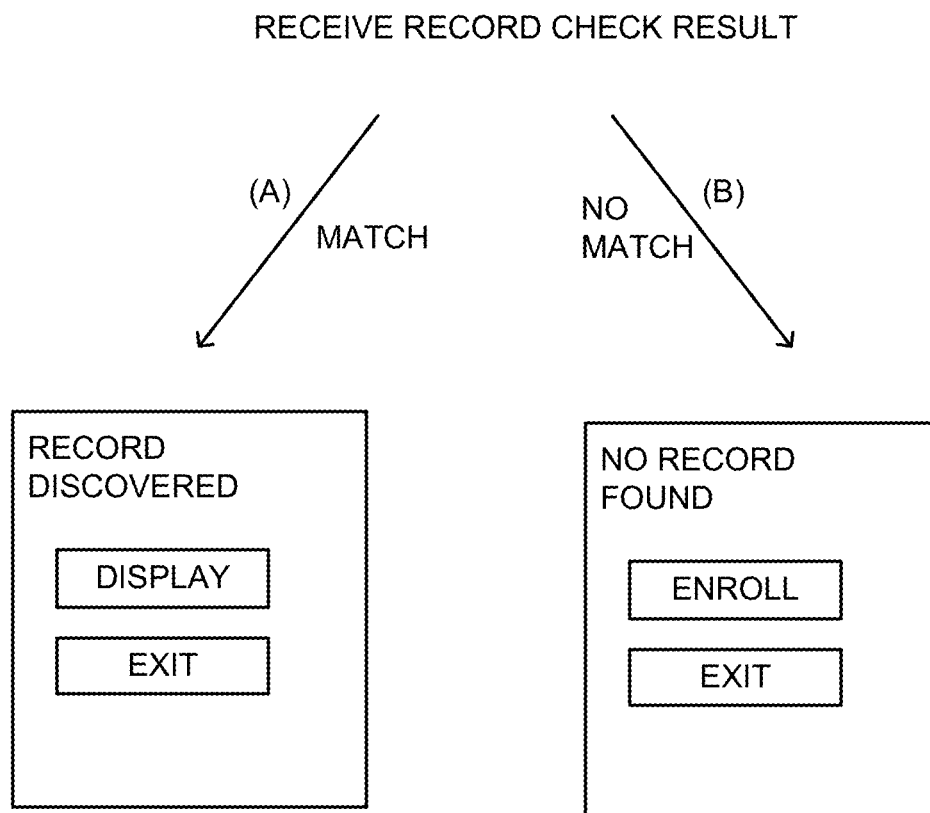 RECEIVE RECORD CHECK RESULT
(A)
MATCH
(B)
NO
MATCH
RECORD
DISCOVERED
DISPLAY
EXIT
NO RECORD
FOUND
ENROLL
EXIT